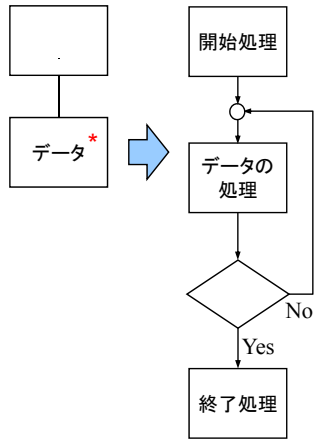 開始処理
データ*
データの
処理
No
Yes
終了処理